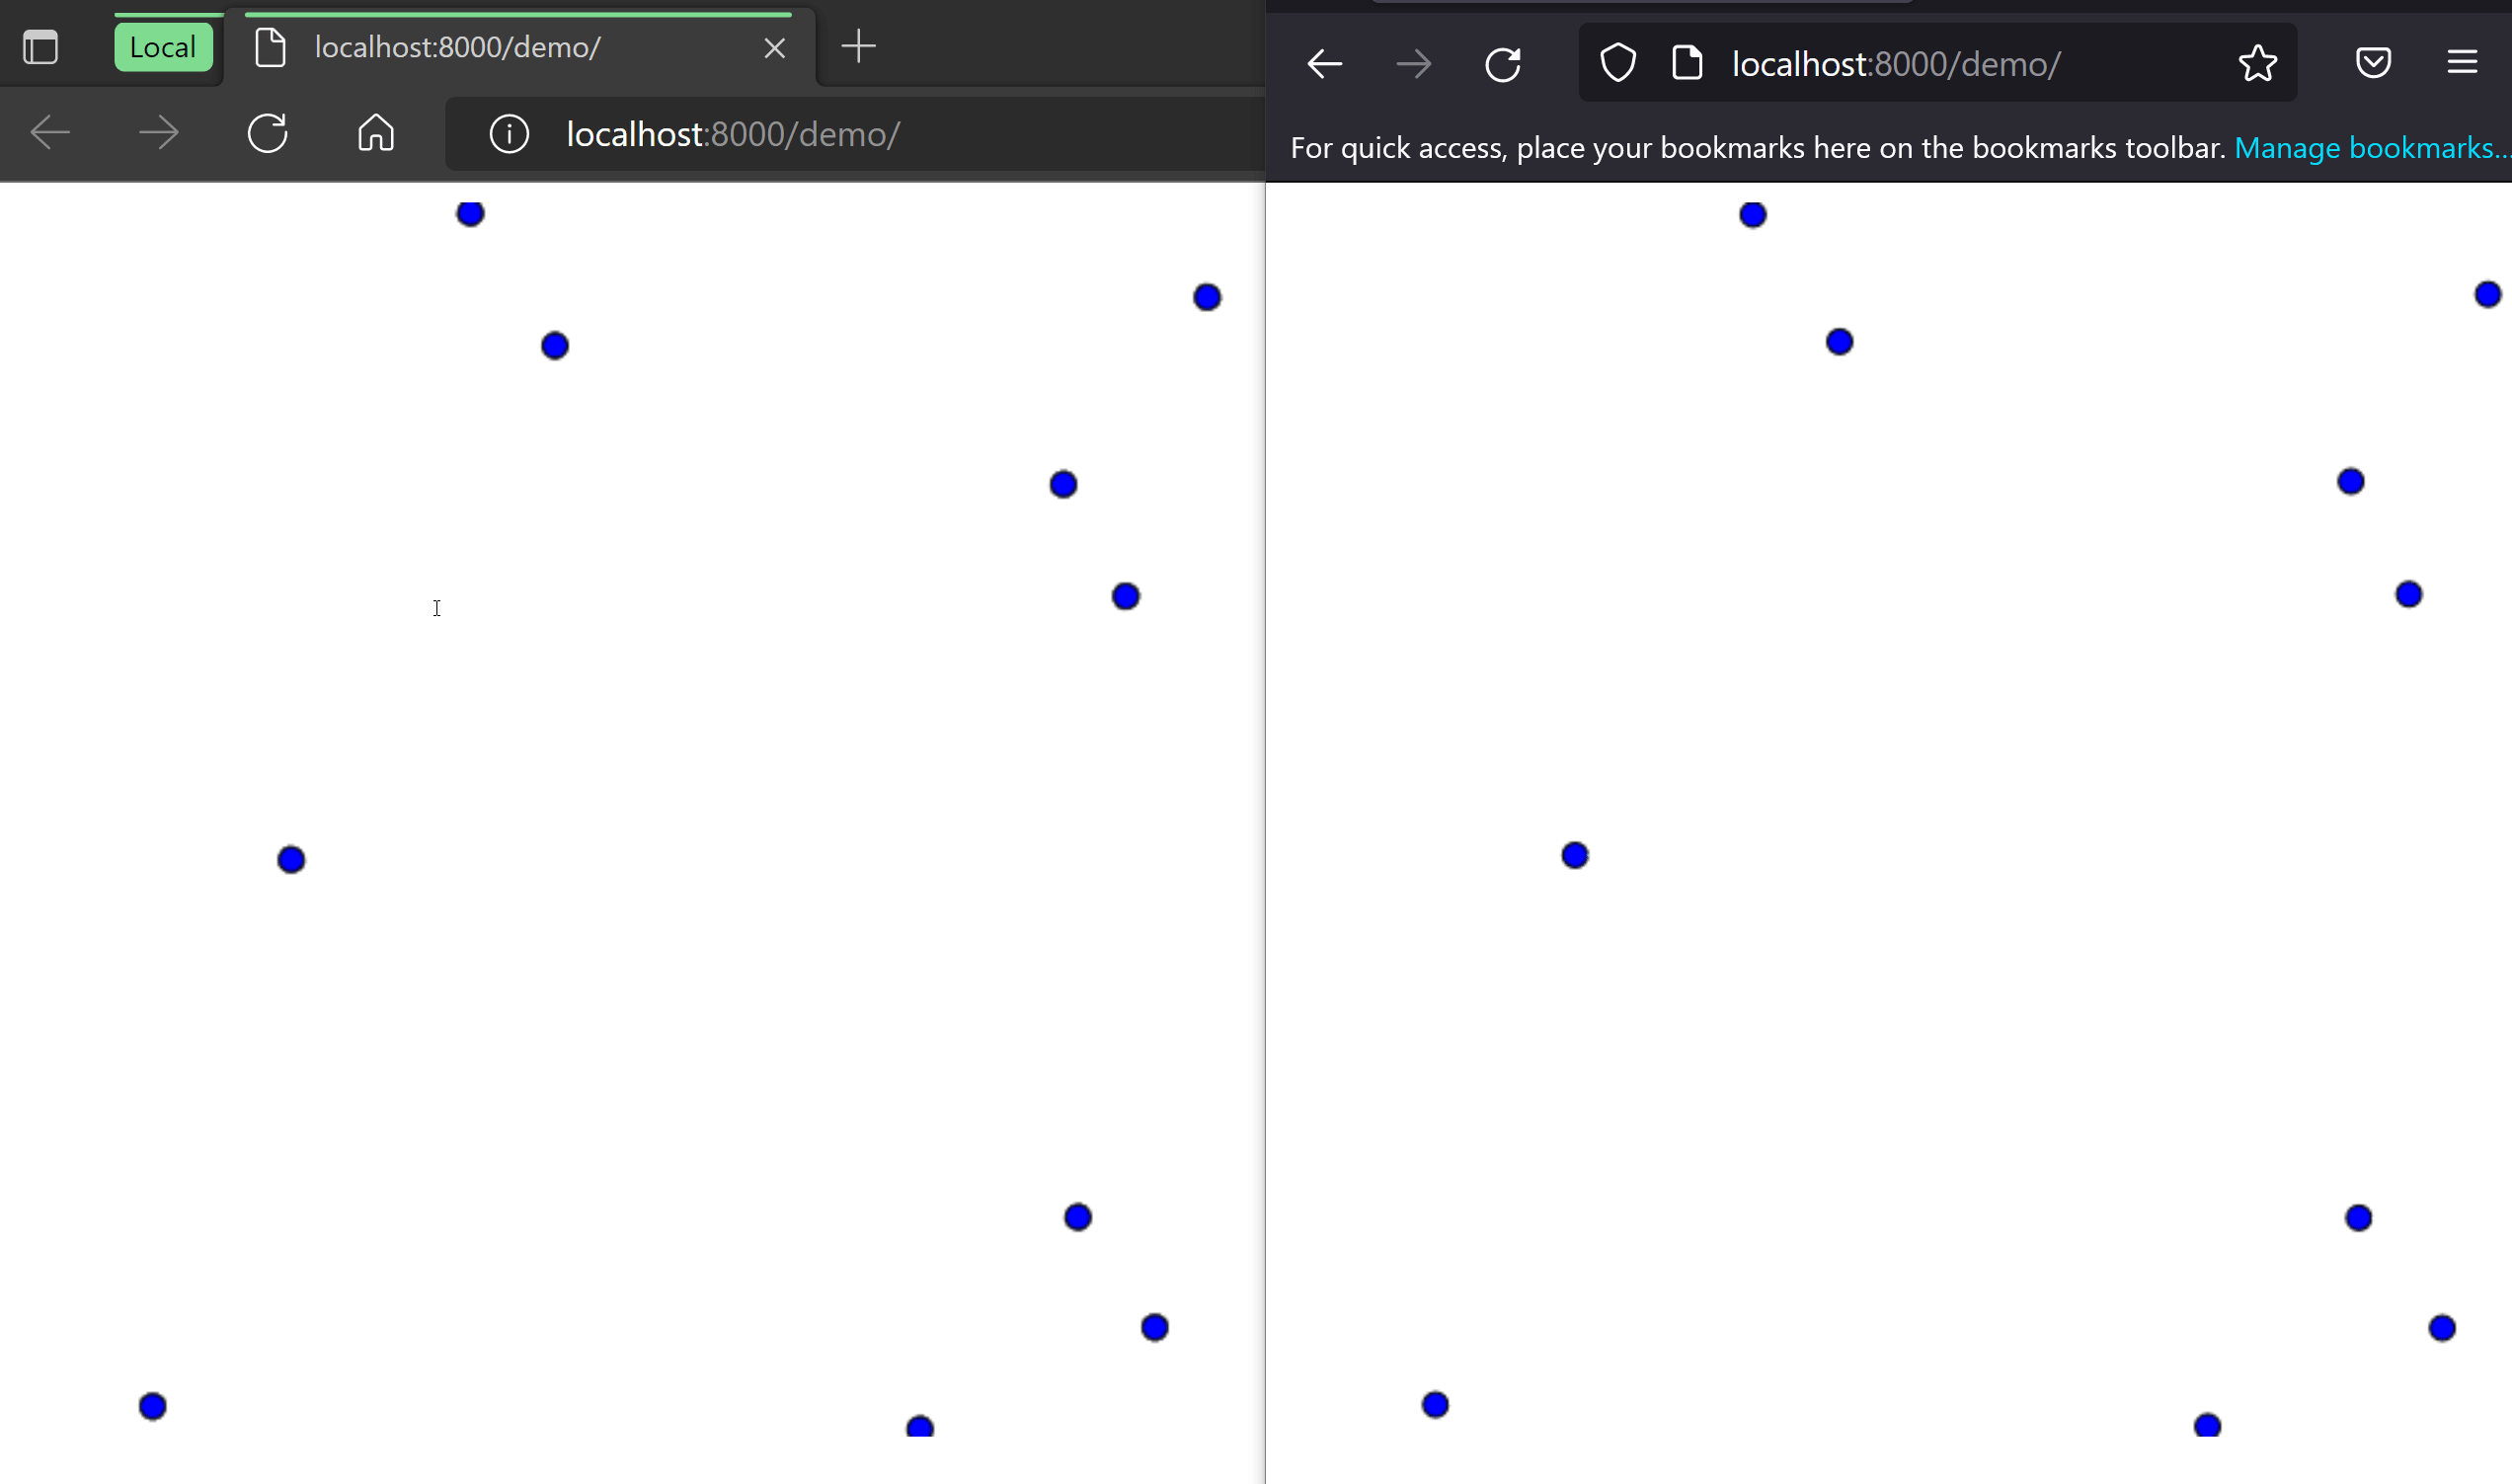 Local
localhost:8000/demo/
localhost:8000/demo/
localhost:8000/demo/
For quick access, place your bookmarks here on the bookmarks toolbar. Manage bookmarks...